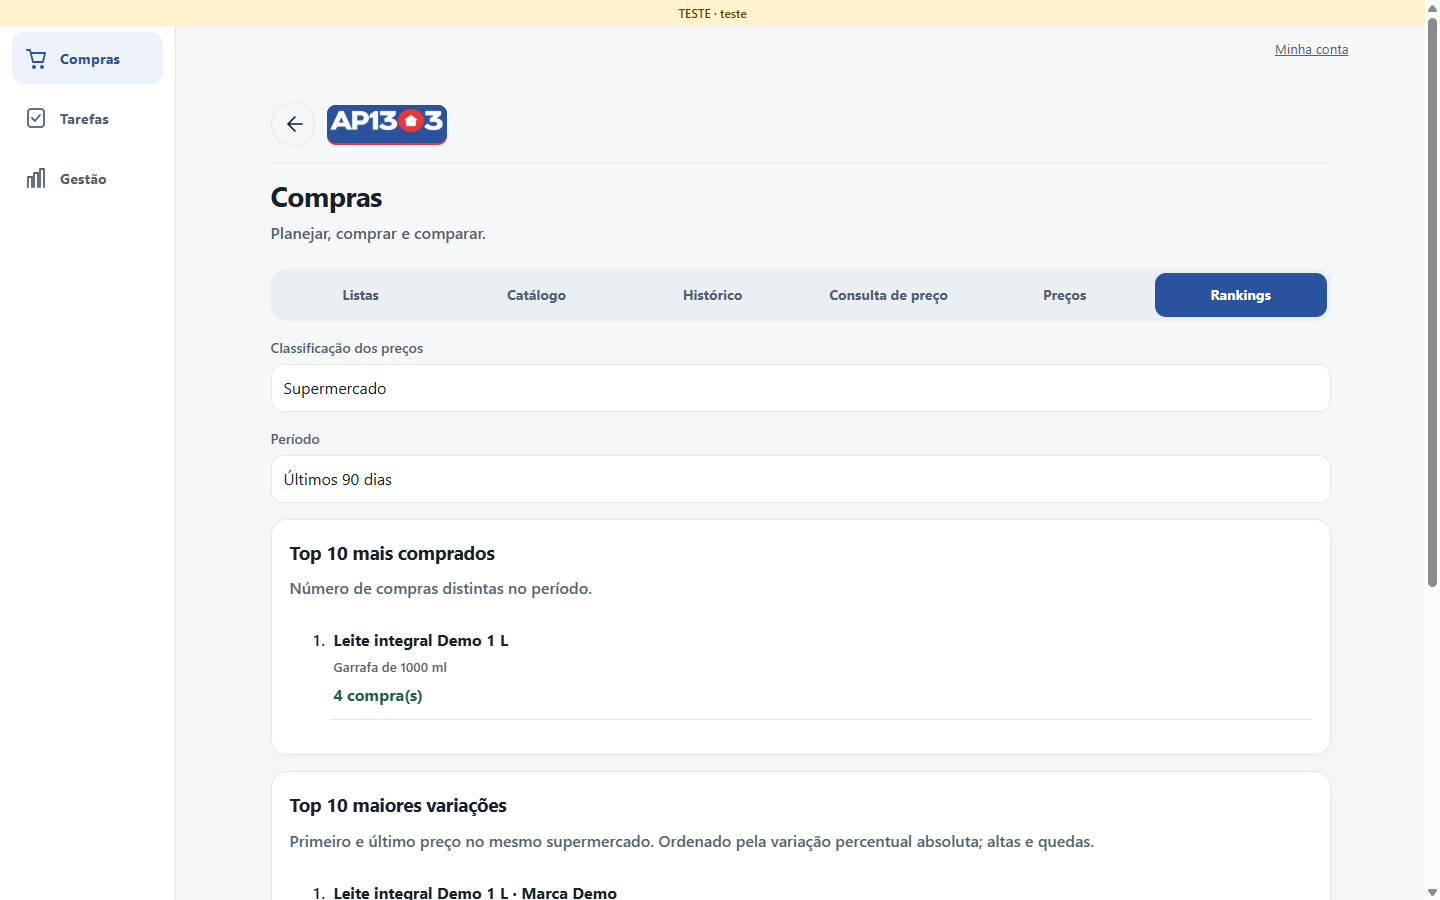 TESTE · teste
Compras
Minha conta
Tarefas
Gestão
AP1303
Compras
Planejar, comprar e comparar.
Listas
Catálogo
Histórico
Consulta de preço
Preços
Rankings
Classificação dos preços
Supermercado
Período
Últimos 90 dias
Top 10 mais comprados
Número de compras distintas no período.
1. Leite integral Demo 1 L
Garrafa de 1000 ml
4 compra(s)
Top 10 maiores variações
Primeiro e último preço no mesmo supermercado. Ordenado pela variação percentual absoluta; altas e quedas.
1. Leite integral Demo 1 L · Marca Demo